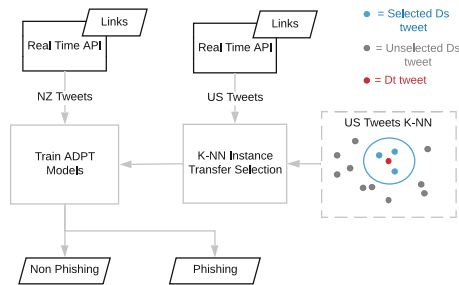 Links
Real Time API
Links
Real Time API
= Selected Ds
tweet
= Unselected Ds
tweet
= Dt tweet
NZ Tweets
US Tweets
US Tweets K-NN
Train ADPT
Models
K-NN Instance
Transfer Selection
Non Phishing
Phishing